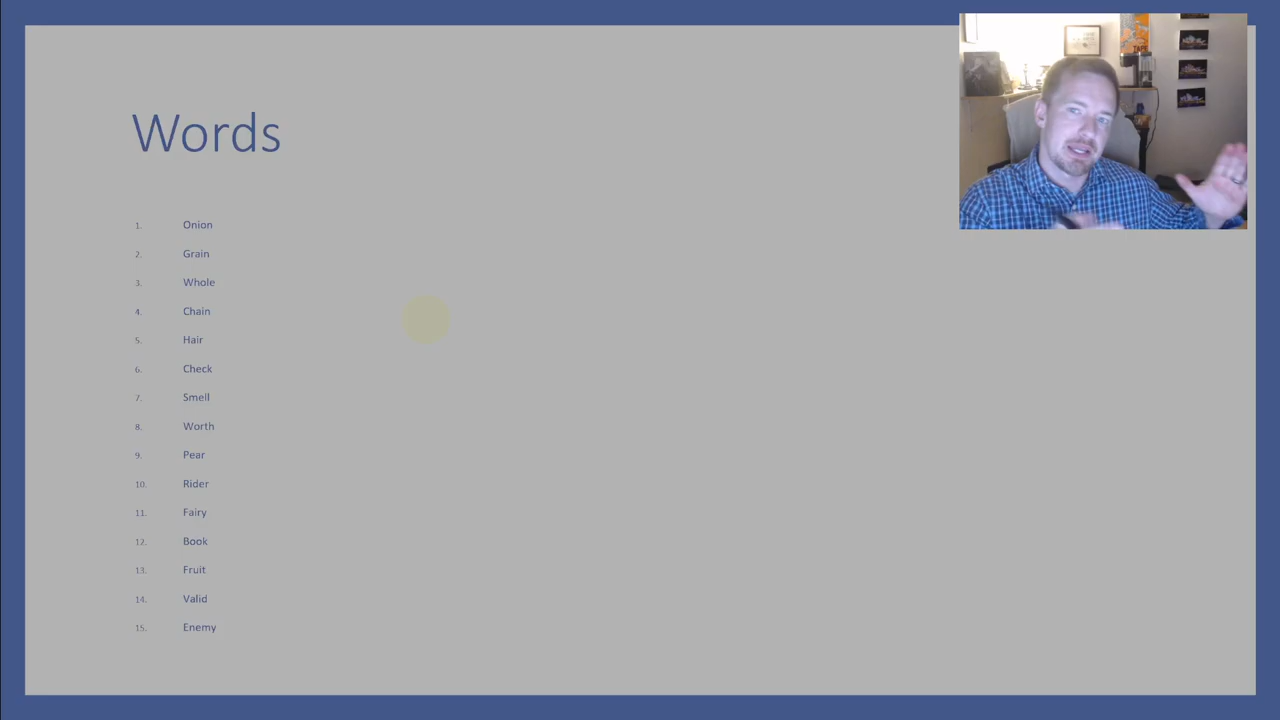 Words
1. Onion
2. Grain
3. Whole
4. Chain
5. Hair
6. Check
7. Smell
8. Worth
9. Pear
10. Rider
11. Fairy
12. Book
13. Fruit
14. Valid
15. Enemy
TAPE